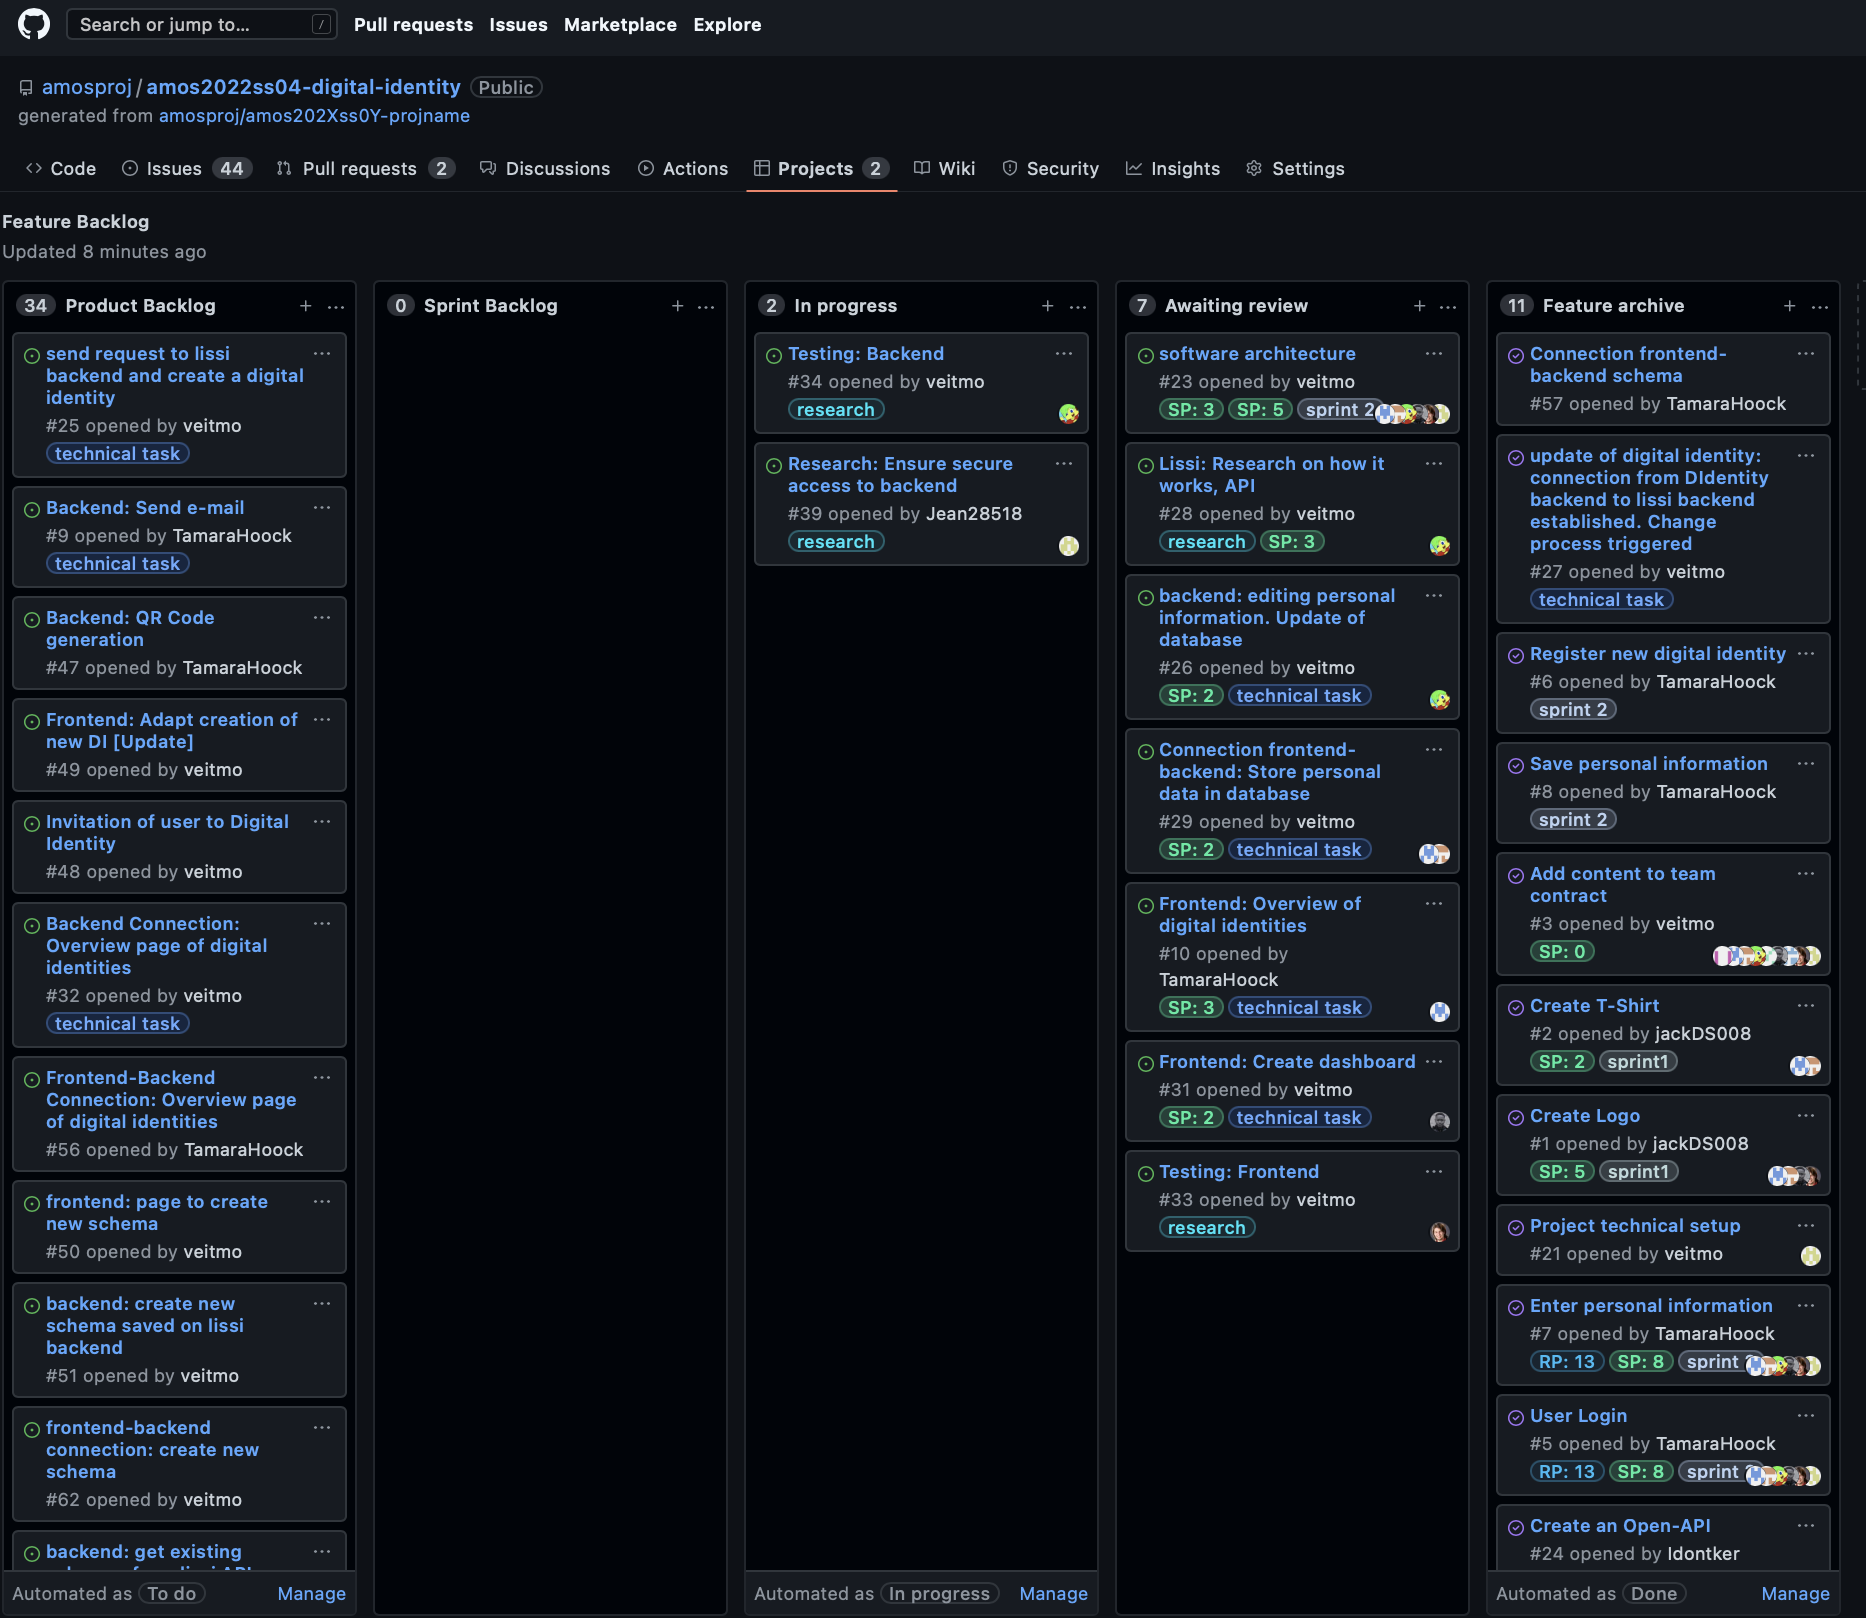 Search or jump to... /
Pull requests Issues Marketplace Explore
amosproj / amos2022ss04-digital-identity Public
generated from amosproj/amos202Xss0Y-projname
Code Issues 44 Pull requests 2 Discussions Actions Projects 2 Wiki Security Insights Settings
Feature Backlog
Updated 8 minutes ago
34 Product Backlog
send request to lissi
backend and create a digital
identity
#25 opened by veitmo
technical task
Backend: Send e-mail
#9 opened by TamaraHoock
technical task
Backend: QR Code
generation
#47 opened by TamaraHoock
Frontend: Adapt creation of
new DI [Update]
#49 opened by veitmo
Invitation of user to Digital
Identity
#48 opened by veitmo
Backend Connection:
Overview page of digital
identities
#32 opened by veitmo
technical task
Frontend-Backend
Connection: Overview page
of digital identities
#56 opened by TamaraHoock
frontend: page to create
new schema
#50 opened by veitmo
backend: create new
schema saved on lissi
backend
#51 opened by veitmo
frontend-backend
connection: create new
schema
#62 opened by veitmo
backend: get existing
Automated as To do Manage
0 Sprint Backlog
2 In progress
Testing: Backend
#34 opened by veitmo
research
Research: Ensure secure
access to backend
#39 opened by Jean28518
research
Automated as In progress Manage
7 Awaiting review
software architecture
#23 opened by veitmo
SP: 3 SP: 5 sprint 2
Lissi: Research on how it
works, API
#28 opened by veitmo
research SP: 3
backend: editing personal
information. Update of
database
#26 opened by veitmo
SP: 2 technical task
Connection frontend-
backend: Store personal
data in database
#29 opened by veitmo
SP: 2 technical task
Frontend: Overview of
digital identities
#10 opened by
TamaraHoock
SP: 3 technical task
Frontend: Create dashboard
#31 opened by veitmo
SP: 2 technical task
Testing: Frontend
#33 opened by veitmo
research
11 Feature archive
Connection frontend-
backend schema
#57 opened by TamaraHoock
update of digital identity:
connection from DIdentity
backend to lissi backend
established. Change
process triggered
#27 opened by veitmo
technical task
Register new digital identity
#6 opened by TamaraHoock
sprint 2
Save personal information
#8 opened by TamaraHoock
sprint 2
Add content to team
contract
#3 opened by veitmo
SP: 0
Create T-Shirt
#2 opened by jackDS008
SP: 2 sprint1
Create Logo
#1 opened by jackDS008
SP: 5 sprint1
Project technical setup
#21 opened by veitmo
Enter personal information
#7 opened by TamaraHoock
RP: 13 SP: 8 sprint
User Login
#5 opened by TamaraHoock
RP: 13 SP: 8 sprint
Create an Open-API
#24 opened by Idontker
Automated as Done Manage